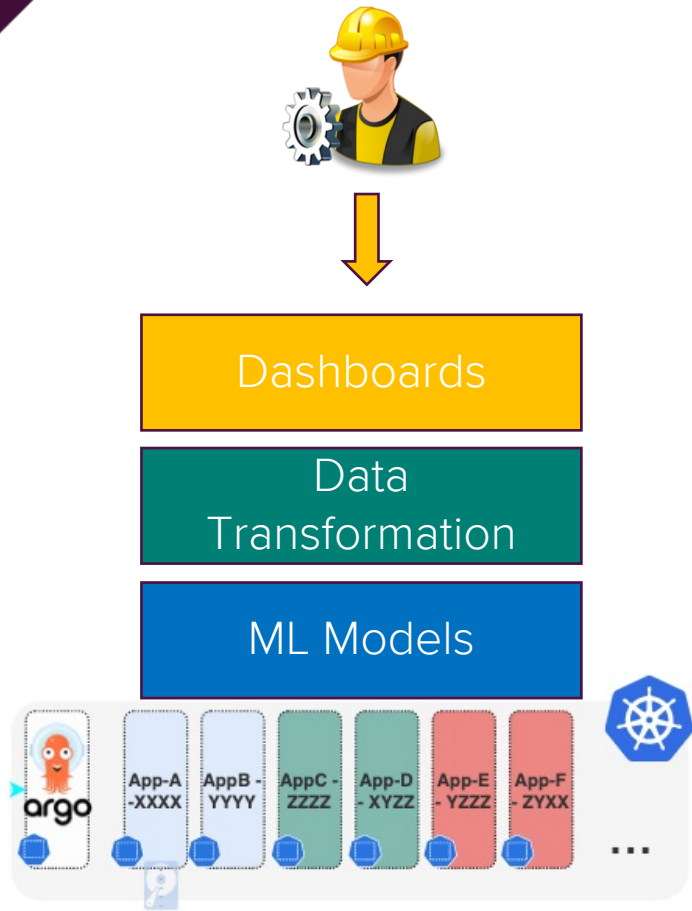 Dashboards
Data
Transformation
ML Models
argo
App-A
-XXXX
AppB -
YYYY
AppC -
ZZZZ
App-D
- XYZZ
App-E
- YZZZ
App-F
- ZYXX
...